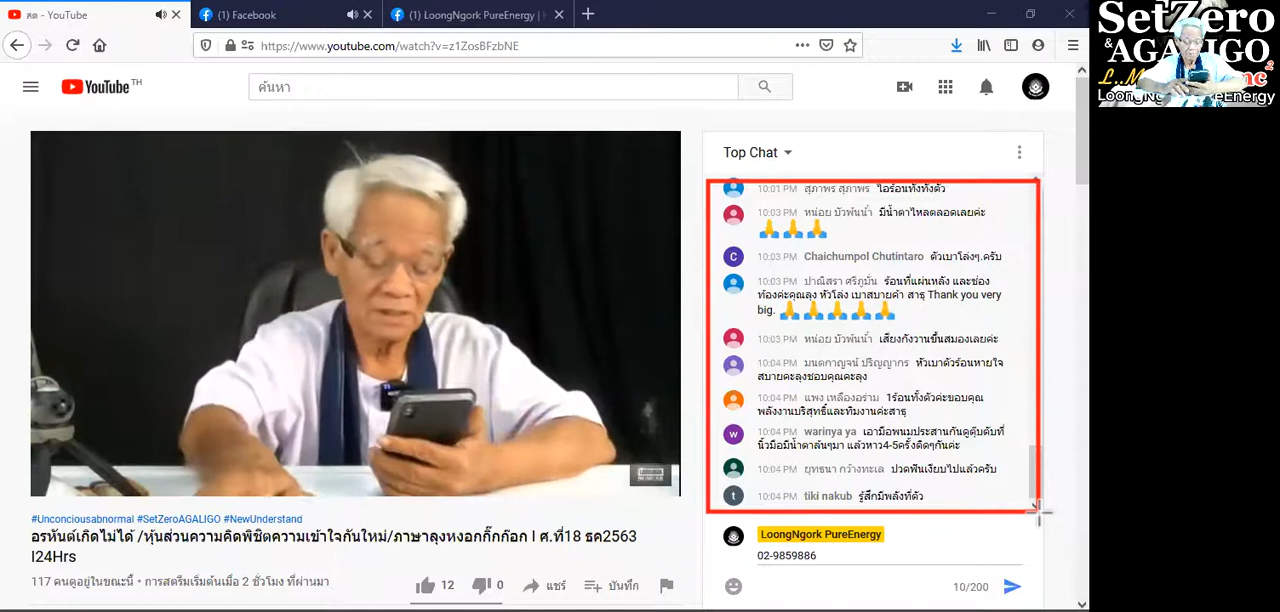 สด - YouTube
(1) Facebook
(1) LoongNgork PureEnergy |
https://www.youtube.com/watch?v=z1ZosBFzbNE
SetZero
&AGALIGO
LoongNgork PureEnergy
YouTube TH
ค้นหา
Top Chat
10:01 PM สุภาพร สุภาพร ไอร้อนทั้งทั้งตัว
10:03 PM หน่อย บัวพันน้ำ มีน้ำตาไหลตลอดเลยค่ะ
10:03 PM Chaichumpol Chutintaro ตัวเบาโล่งๆ.ครับ
10:03 PM ปาณิสรา ศรีภูมั่น ร้อนที่แผ่นหลัง และช่อง
ท้องค่ะคุณลุง หัวโล่ง เบาสบายค้า สาธุ Thank you very
big.
10:03 PM หน่อย บัวพันน้ำ เสียงกังวานขึ้นสมองเลยค่ะ
10:04 PM มนตกาญจน์ ปริญญากร หัวเบาตัวร้อนหายใจ
สบายคะลุงชอบคุณคะลุง
10:04 PM แพง เหลืองอร่าม 1ร้อนทั้งตัวค่ะขอบคุณ
พลังงานบริสุทธิ์และทีมงานค่ะสาธุ
10:04 PM warinya ya เอามือพนมประสานกันดูตุ้บตับที่
นิ้วมือมีน้ำตาล้นๆมา แล้วหาว4-5ครั้งติดๆกันค่ะ
10:04 PM ยุทธนา กว้างทะเล ปวดฟันเงียบไปแล้วครับ
10:04 PM tiki nakub รู้สึกมีพลังที่ตัว
LoongNgork PureEnergy
02-9859886
10/200
#Unconciousabnormal #SetZeroAGALIGO #NewUnderstand
อรหันต์เกิดไม่ได้ /หุ้นส่วนความคิดพิชิตความเข้าใจกันใหม่/ภาษาลุงหงอกกิ๊กก๊อก I ศ.ที่18 ธค2563
I24Hrs
117 คนดูอยู่ในขณะนี้ • การสตรีมเริ่มต้นเมื่อ 2 ชั่วโมง ที่ผ่านมา
12
0
แชร์
บันทึก